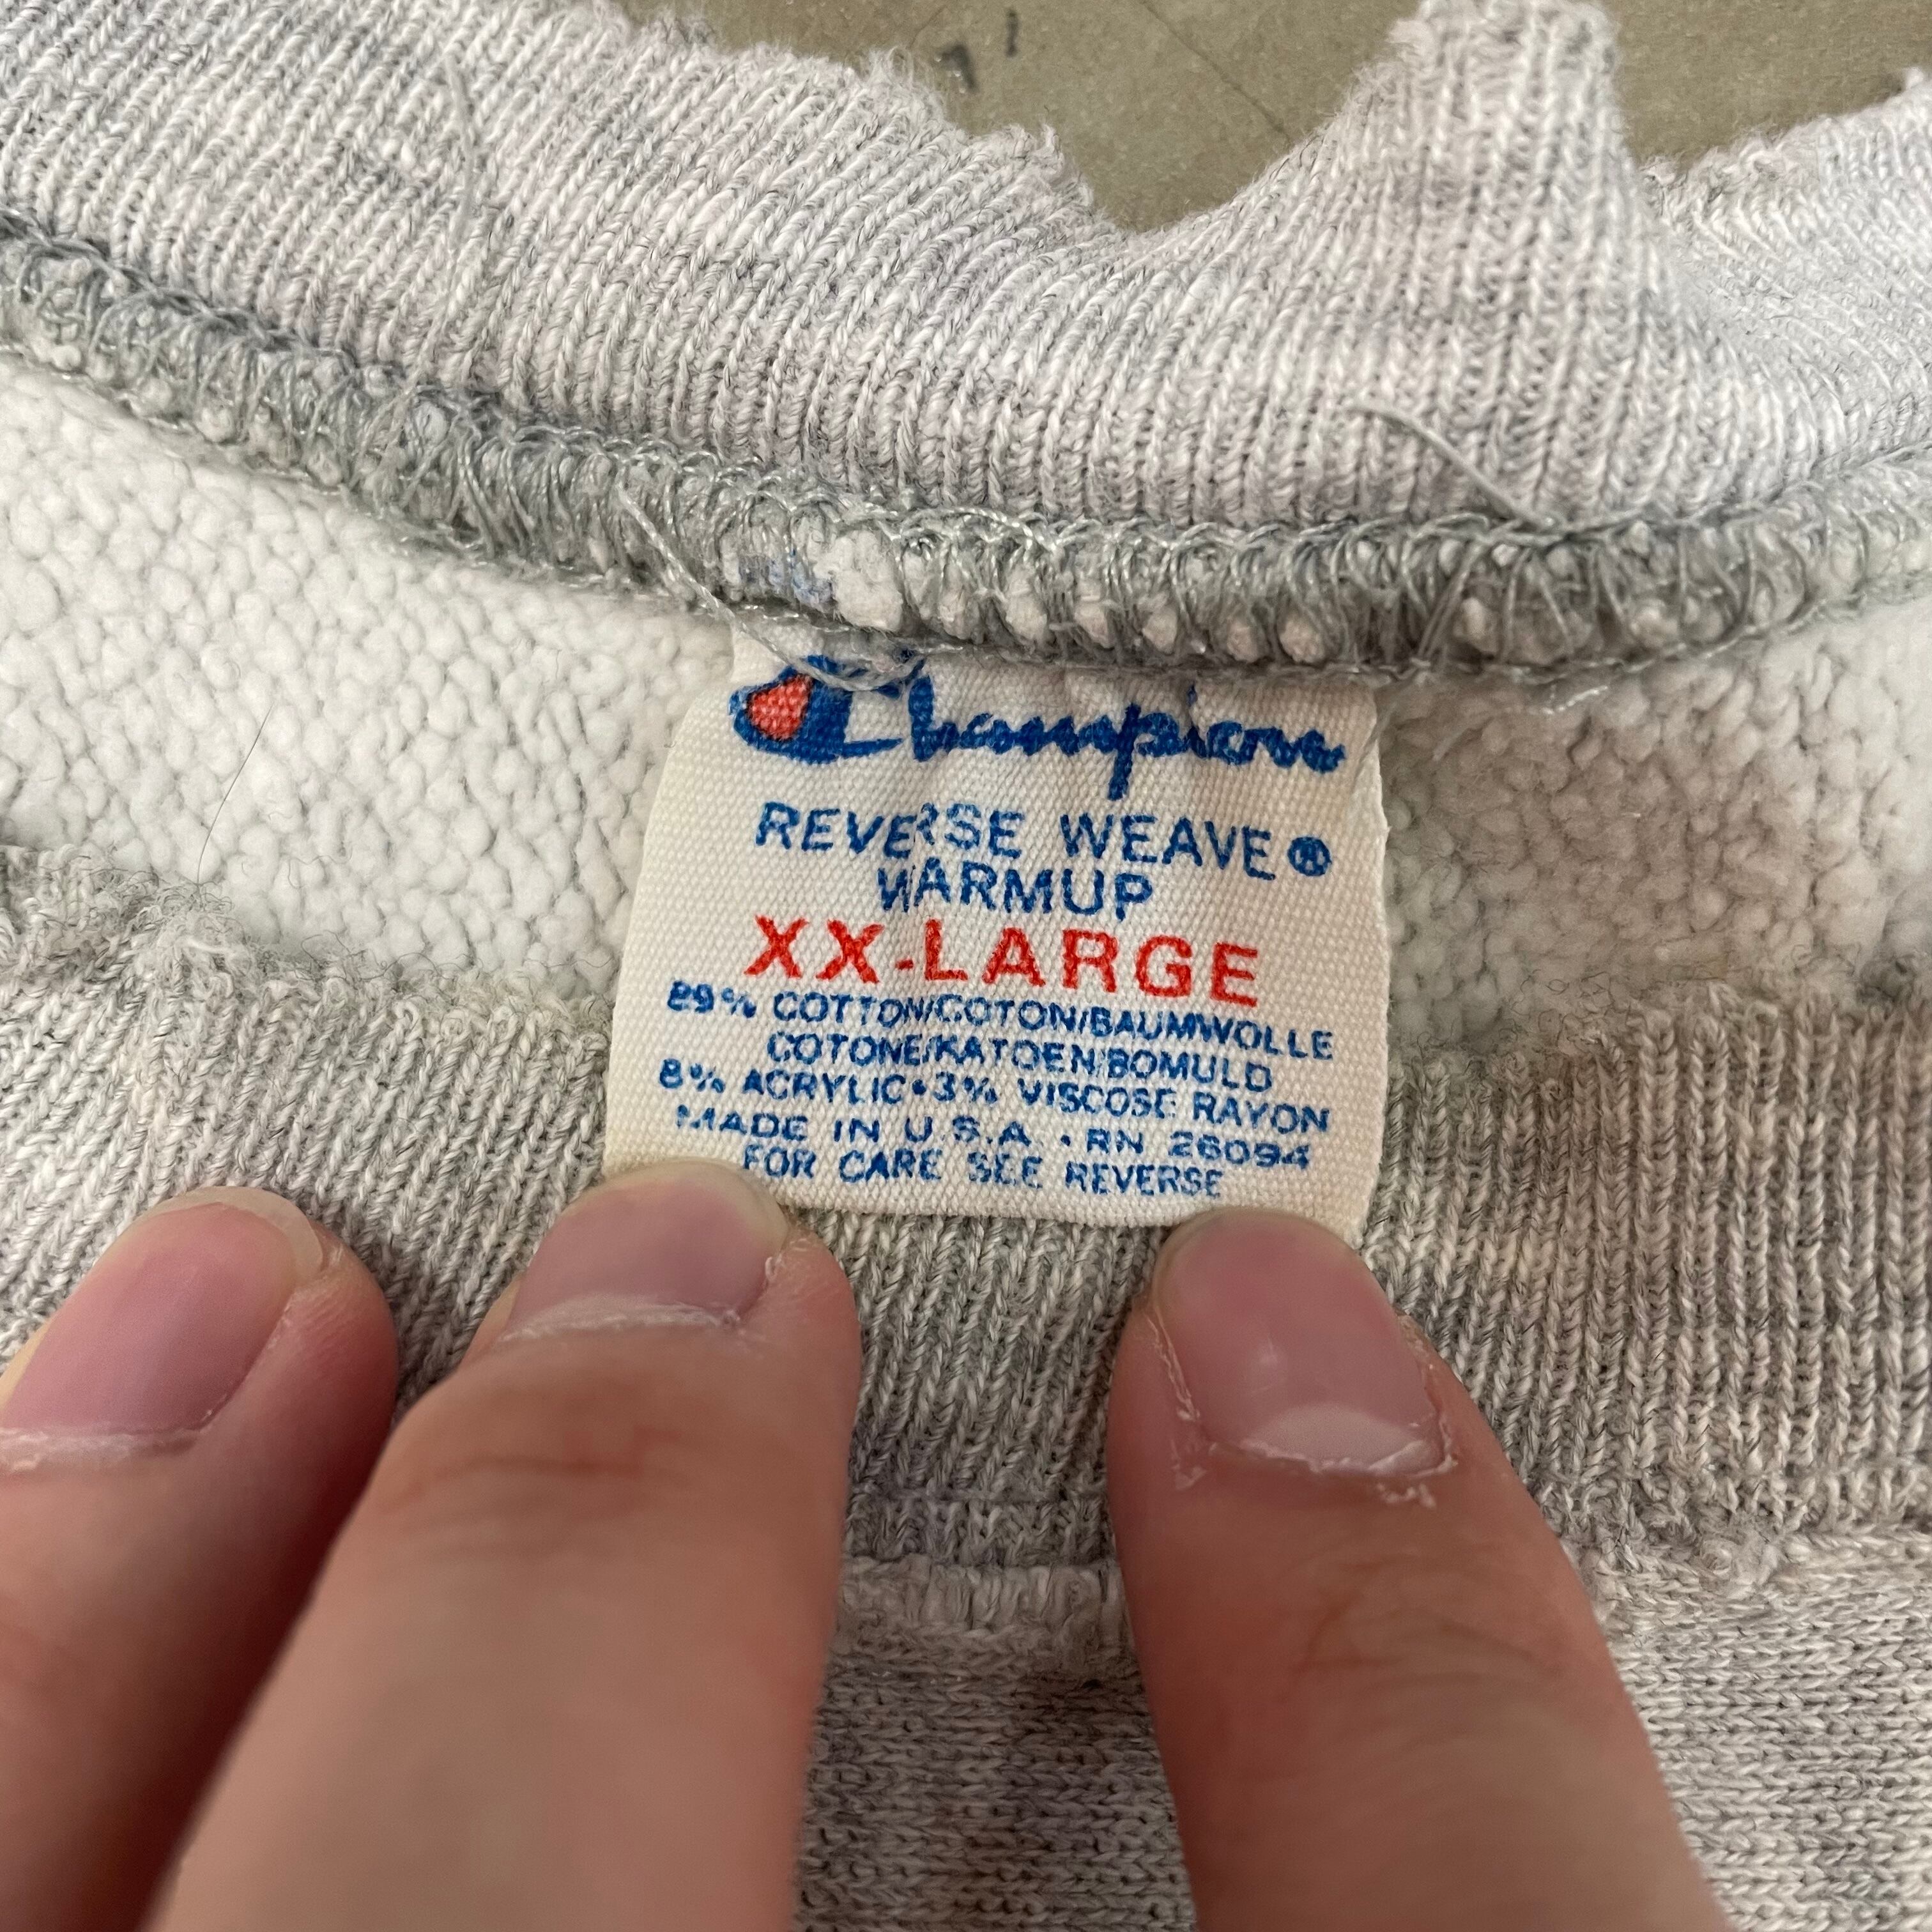 Champion
REVERSE WEAVE®
WARMUP
XX-LARGE
89% COTTON/COTON/BAUMWOLLE
COTONE/KATOEN/BOMULD
8% ACRYLIC•3% VISCOSE RAYON
MADE IN U.S.A. • RN 26094
FOR CARE SEE REVERSE